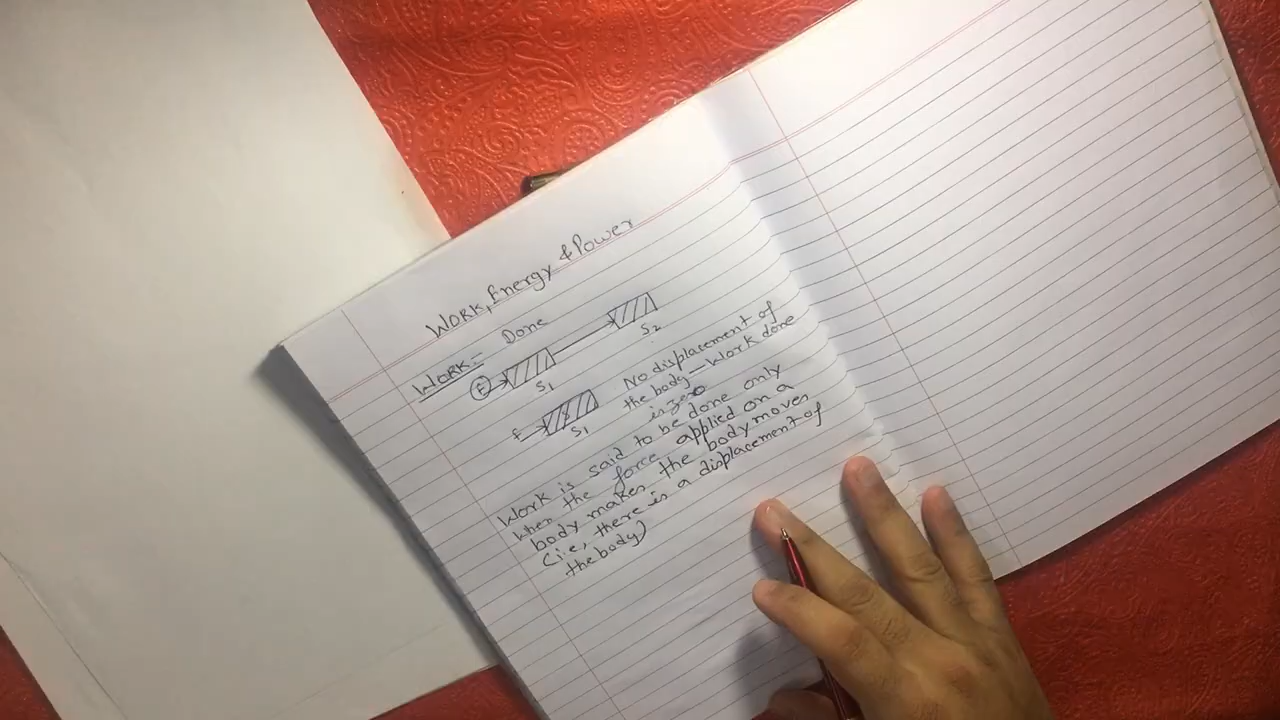 WORK, Energy & Power
WORK:- Done
F S1 S2
No displacement of
the body - Work done
is zero
F S1
Work is said to be done only
when the force applied on a
body makes the body moves
(i.e, there is a displacement of
the body)